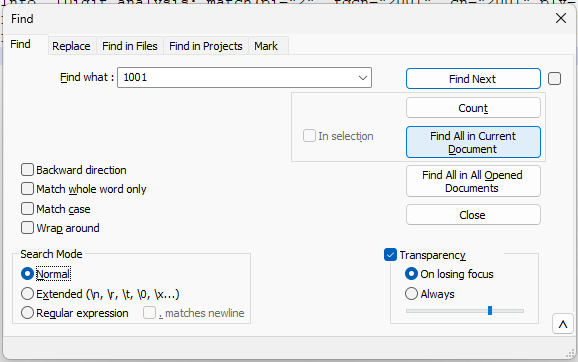 Find
Find Replace Find in Files Find in Projects Mark
Find what : 1001
Find Next
Count
In selection
Find All in Current
Document
Find All in All Opened
Documents
Close
Backward direction
Match whole word only
Match case
Wrap around
Search Mode
Normal
Extended (\n, \r, \t, \0, \x...)
Regular expression
. matches newline
Transparency
On losing focus
Always